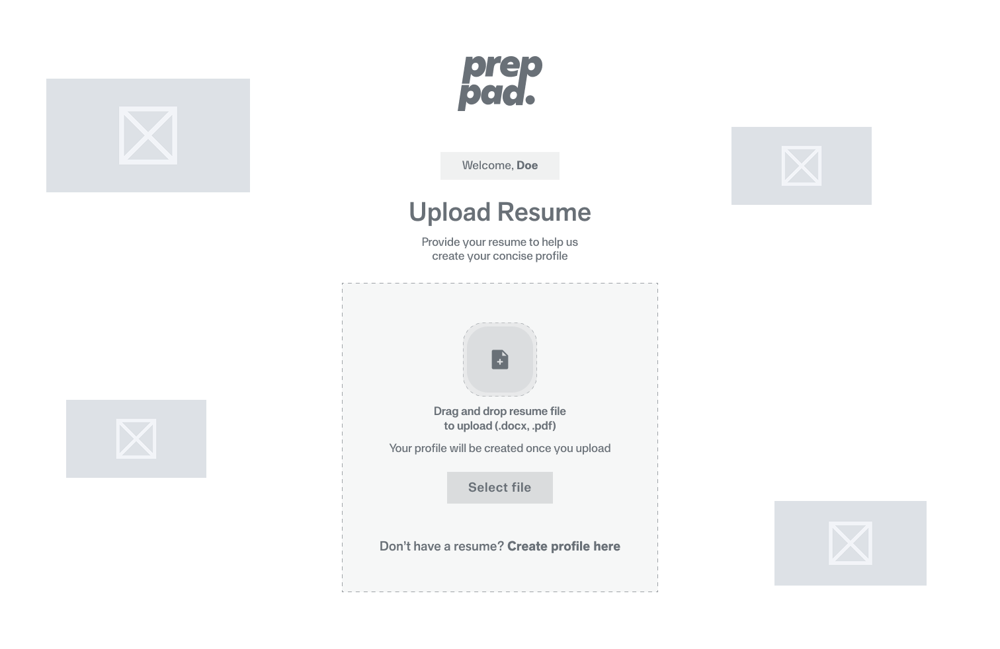 prep
pad.
Welcome, Doe
Upload Resume
Provide your resume to help us
create your concise profile
Drag and drop resume file
to upload (.docx, .pdf)
Your profile will be created once you upload
Select file
Don’t have a resume? Create profile here